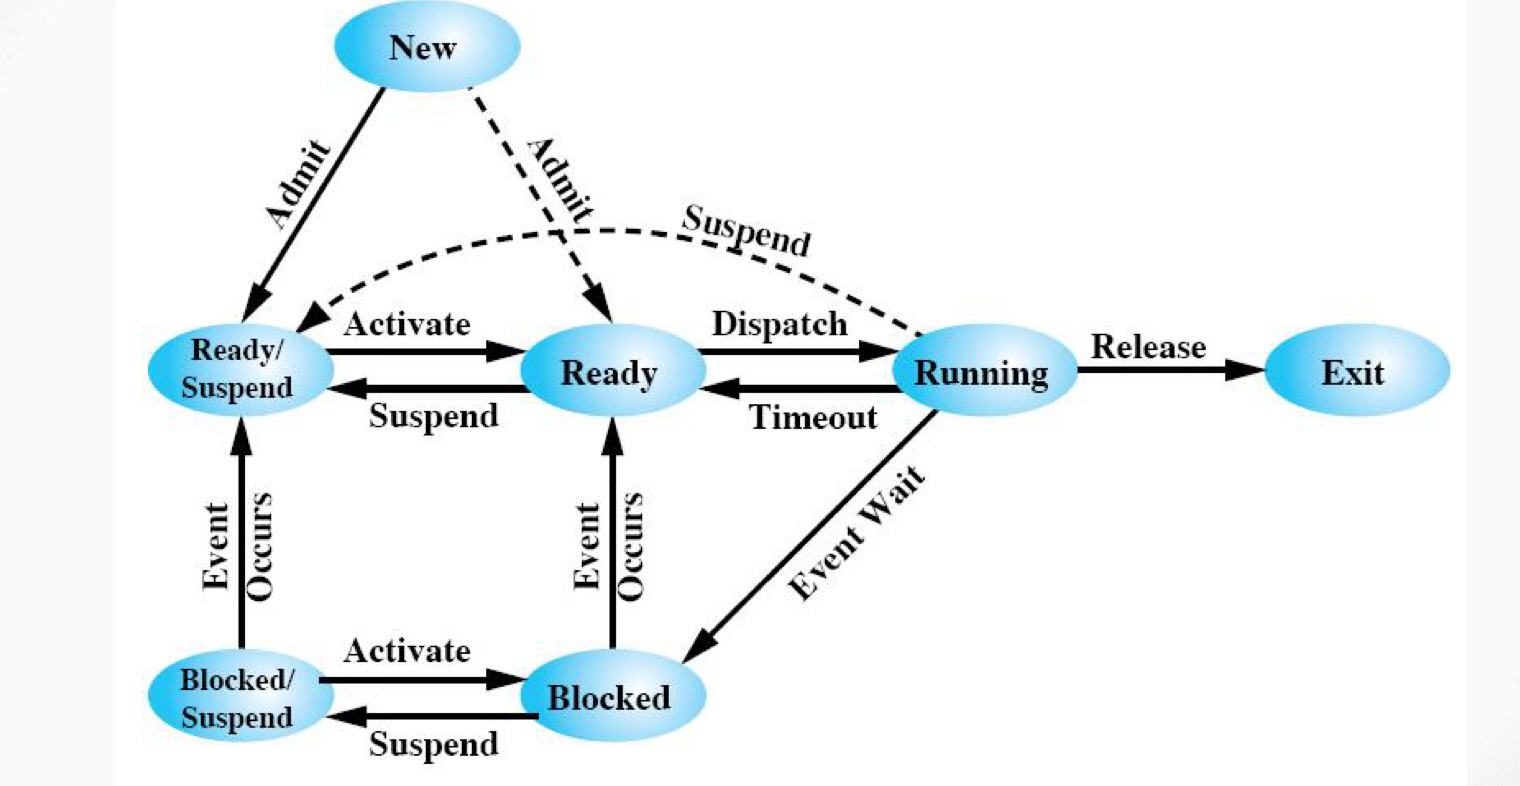 New
Admit
Admit
Suspend
Activate
Dispatch
Release
Ready/
Suspend
Ready
Running
Exit
Suspend
Timeout
Event
Occurs
Event
Occurs
Event Wait
Activate
Blocked/
Suspend
Blocked
Suspend